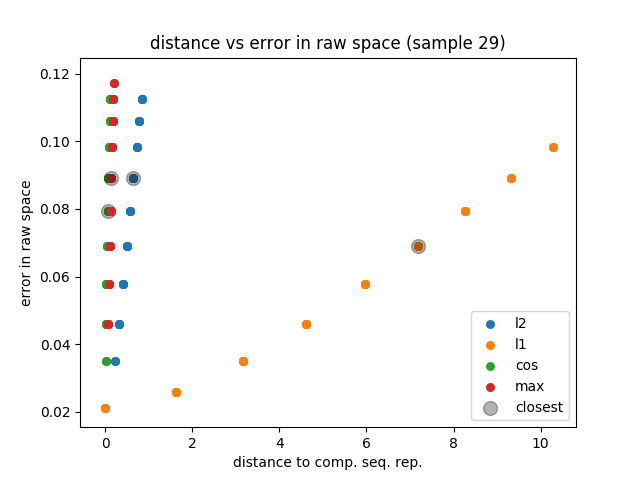 distance vs error in raw space (sample 29)
error in raw space
0.12
0.10
0.08
0.06
0.04
0.02
0
2
4
6
8
10
distance to comp. seq. rep.
l2
l1
cos
max
closest